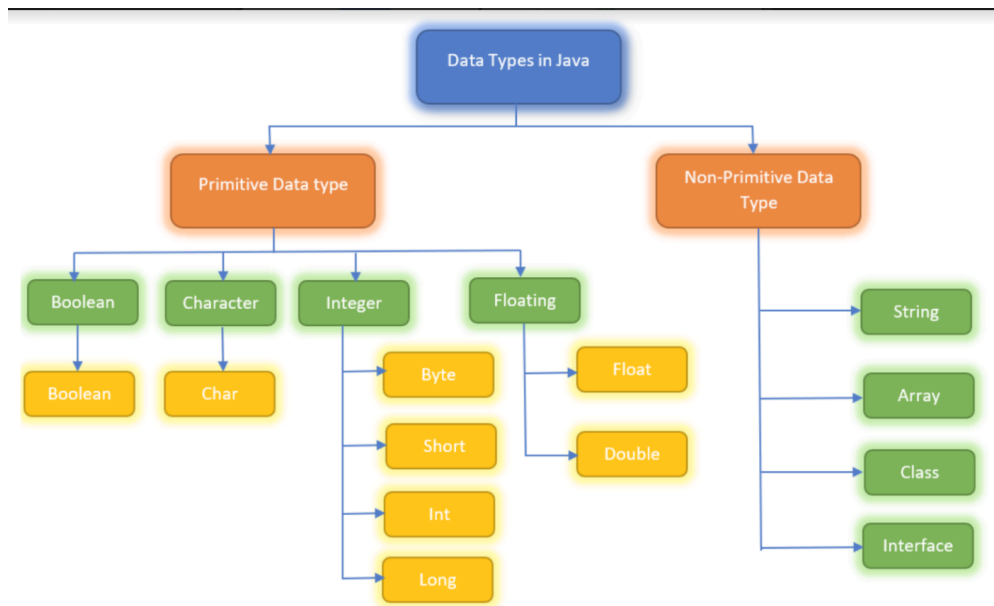 Data Types in Java
Primitive Data type
Non-Primitive Data
Type
Boolean
Character
Integer
Floating
String
Boolean
Char
Byte
Float
Array
Short
Double
Class
Int
Interface
Long